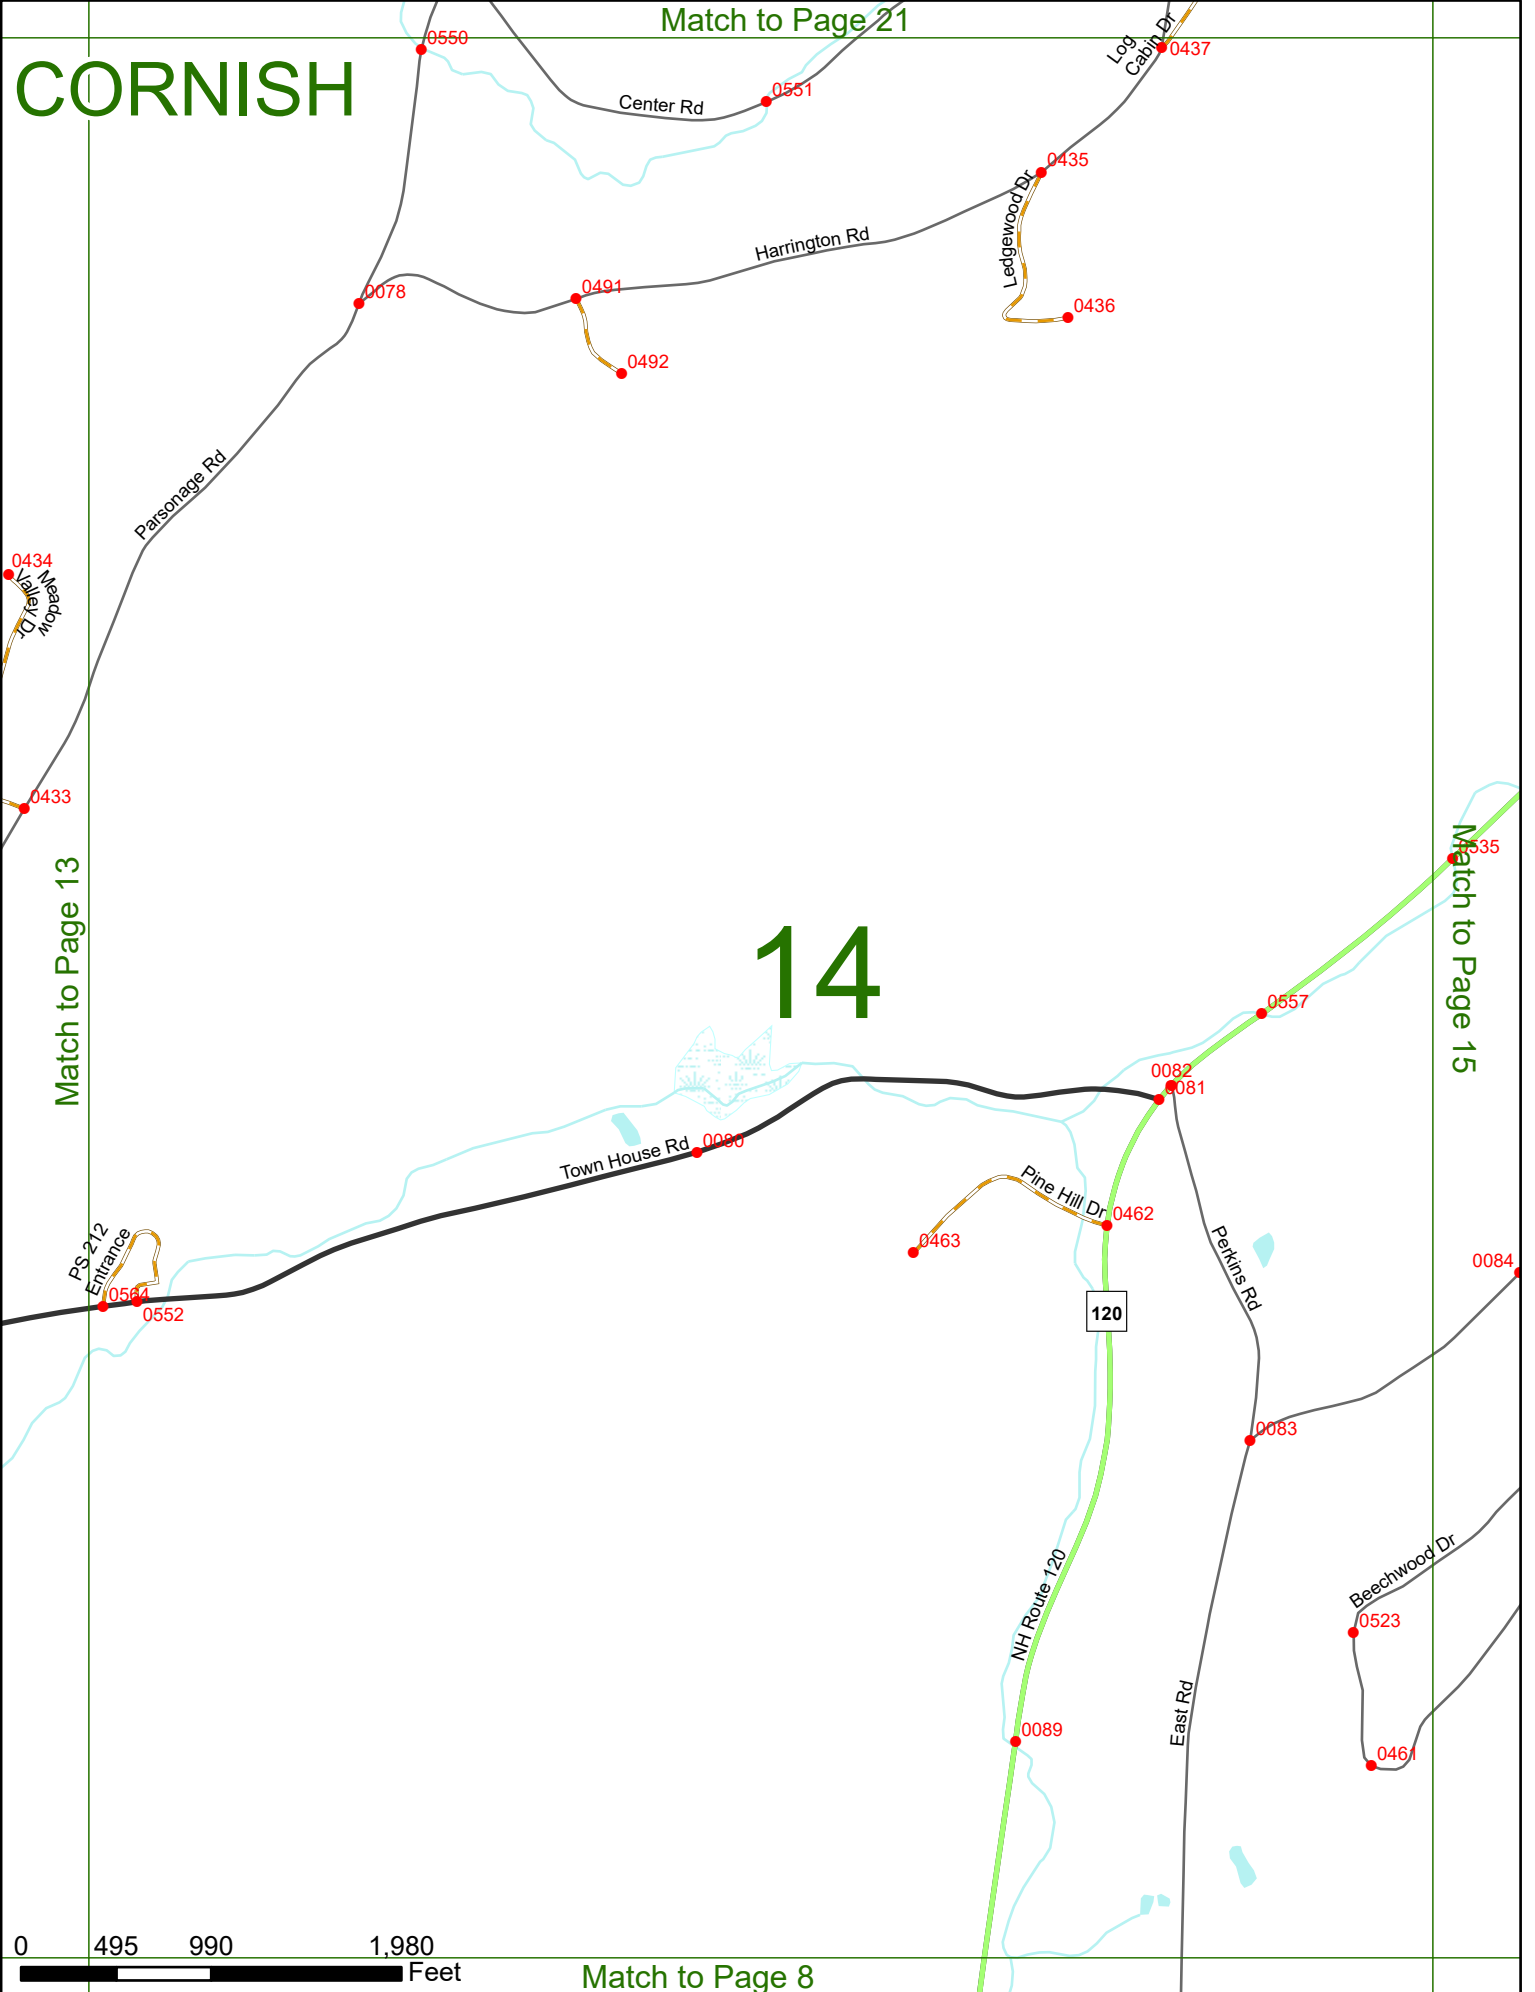 Match to Page 21
CORNISH
0550
0551
Center Rd
Log
Cabin Dr
0437
0435
Ledgewood Dr
Harrington Rd
0078
0491
0436
0492
Parsonage Rd
0434
Meadow
Valley Dr
0433
Match to Page 13
0535
Match to Page 15
14
0557
0082
0081
0080
Town House Rd
Pine Hill Dr
0462
0463
PS 212
Entrance
0564
0552
Perkins Rd
0084
120
0083
NH Route 120
Beechwood Dr
0523
East Rd
0089
0461
0 495 990 1,980
Feet
Match to Page 8